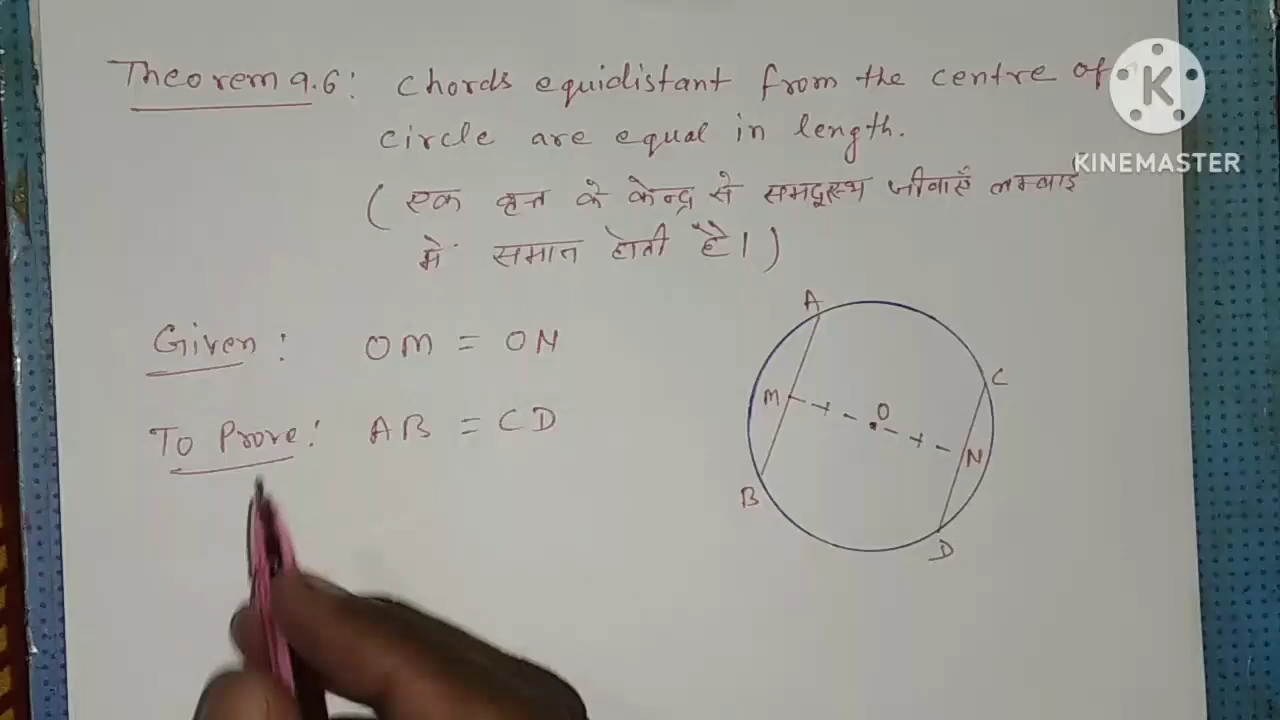 Theorem 9.6: Chords equidistant from the centre of
circle are equal in length.
(एक वृत्त के केन्द्र से समदूरस्थ जीवाएँ लम्बाई
में समान होती है।)
Given: OM = ON
To Prove: AB = CD
A
C
M
O
N
B
D
K
KINEMASTER